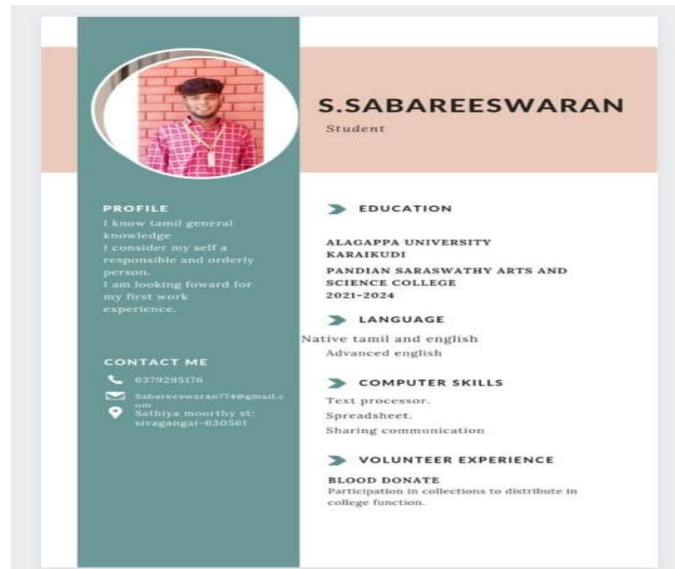 S.SABAREESWARAN
Student
PROFILE
I know tamil general
knowledge
I consider my self a
responsible and orderly
person.
I am looking foward for
my first work
experience.
CONTACT ME
6379295176
Sabareeswaran774@gmail.c
om
Sathiya moorthy st;
sivagangai-630561
EDUCATION
ALAGAPPA UNIVERSITY
KARAIKUDI
PANDIAN SARASWATHY ARTS AND
SCIENCE COLLEGE
2021-2024
LANGUAGE
Native tamil and english
Advanced english
COMPUTER SKILLS
Text processor.
Spreadsheet.
Sharing communication
VOLUNTEER EXPERIENCE
BLOOD DONATE
Participation in collections to distribute in
college function.